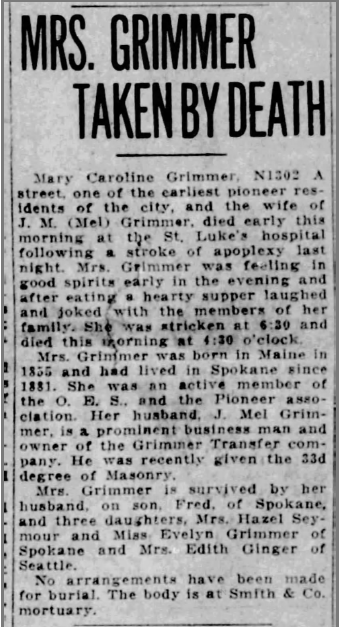 MRS. GRIMMER
TAKEN BY DEATH
Mary Caroline Grimmer, N1302 A
street, one of the earliest pioneer res-
idents of the city, and the wife of
J. M. (Mel) Grimmer, died early this
morning at the St. Luke's hospital
following a stroke of apoplexy last
night. Mrs. Grimmer was feeling in
good spirits early in the evening and
after eating a hearty supper laughed
and joked with the members of her
family. She was stricken at 6:30 and
died this morning at 4:30 o'clock.
Mrs. Grimmer was born in Maine in
1855 and had lived in Spokane since
1881. She was an active member of
the O. E. S., and the Pioneer asso-
ciation. Her husband, J. Mel Grim-
mer, is a prominent business man and
owner of the Grimmer Transfer com-
pany. He was recently given the 33d
degree of Masonry.
Mrs. Grimmer is survived by her
husband, on son, Fred, of Spokane,
and three daughters, Mrs. Hazel Sey-
mour and Miss Evelyn Grimmer of
Spokane and Mrs. Edith Ginger of
Seattle.
No arrangements have been made
for burial. The body is at Smith & Co.
mortuary.